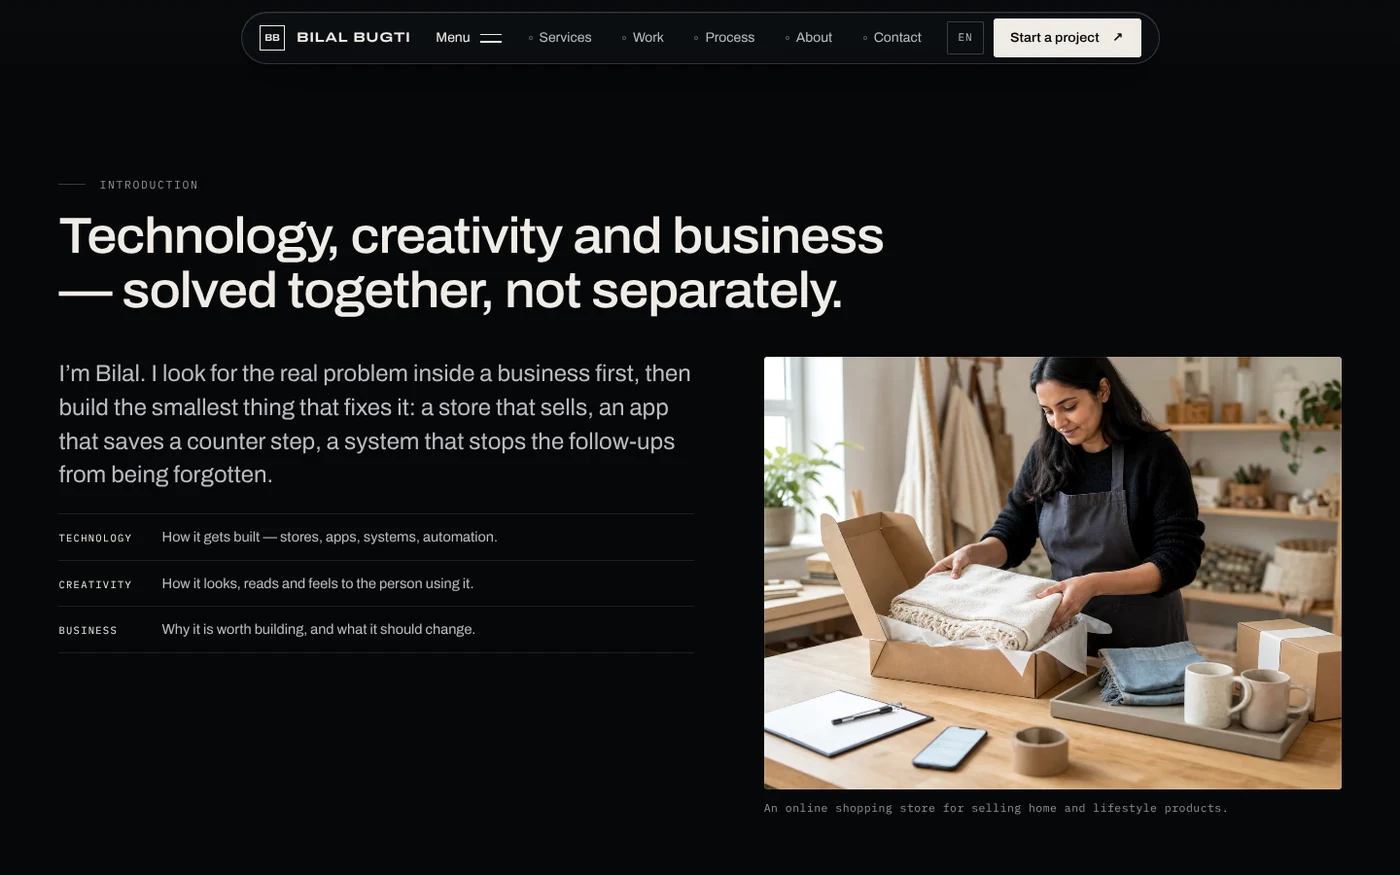 BB BILAL BUGTI Menu Services Work Process About Contact EN Start a project ↗
INTRODUCTION
Technology, creativity and business
— solved together, not separately.
I’m Bilal. I look for the real problem inside a business first, then
build the smallest thing that fixes it: a store that sells, an app
that saves a counter step, a system that stops the follow-ups
from being forgotten.
TECHNOLOGY How it gets built — stores, apps, systems, automation.
CREATIVITY How it looks, reads and feels to the person using it.
BUSINESS Why it is worth building, and what it should change.
An online shopping store for selling home and lifestyle products.